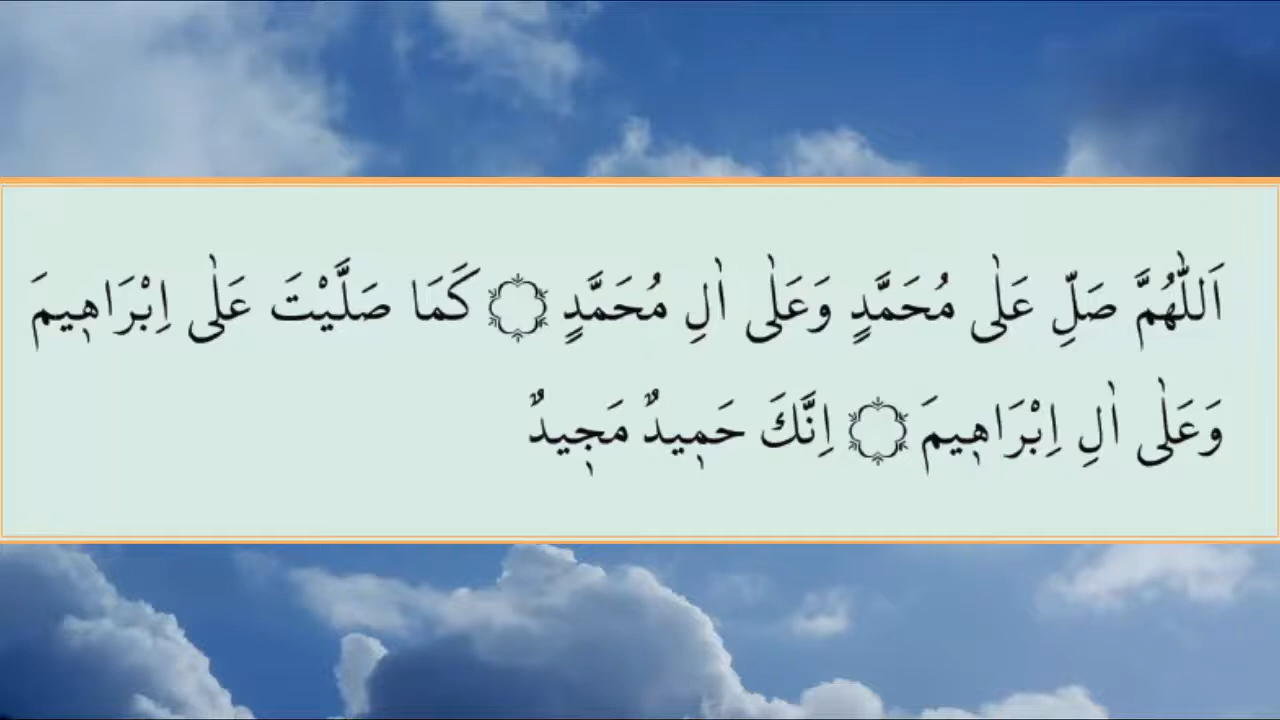 اَللّٰهُمَّ صَلِّ عَلٰى مُحَمَّدٍ وَعَلٰى اٰلِ مُحَمَّدٍ ۝ كَمَا صَلَّيْتَ عَلٰى اِبْرَاهٖيمَ
وَعَلٰى اٰلِ اِبْرَاهٖيمَ ۝ اِنَّكَ حَمٖيدٌ مَجٖيدٌ